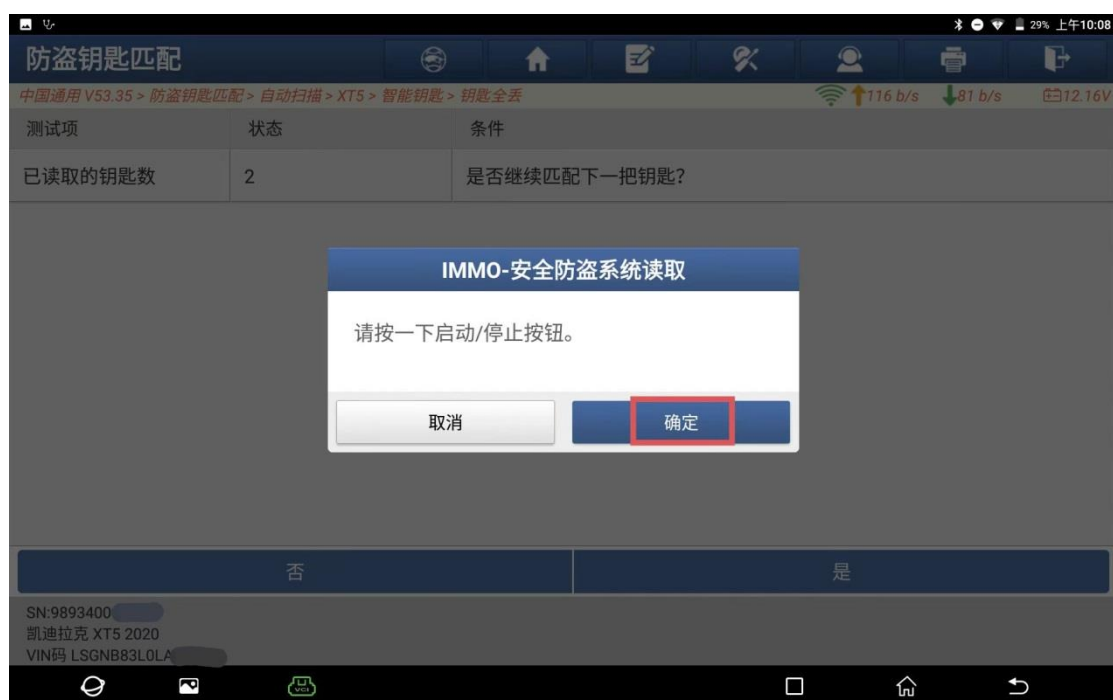 29% 上午10:08
防盗钥匙匹配
中国通用 V53.35 > 防盗钥匙匹配 > 自动扫描 > XT5 > 智能钥匙 > 钥匙全丢 116 b/s 81 b/s 12.16V
测试项 状态 条件
已读取的钥匙数 2 是否继续匹配下一把钥匙？
IMMO-安全防盗系统读取
请按一下启动/停止按钮。
取消 确定
否 是
SN:9893400
凯迪拉克 XT5 2020
VIN码 LSGNB83L0LA
VCI